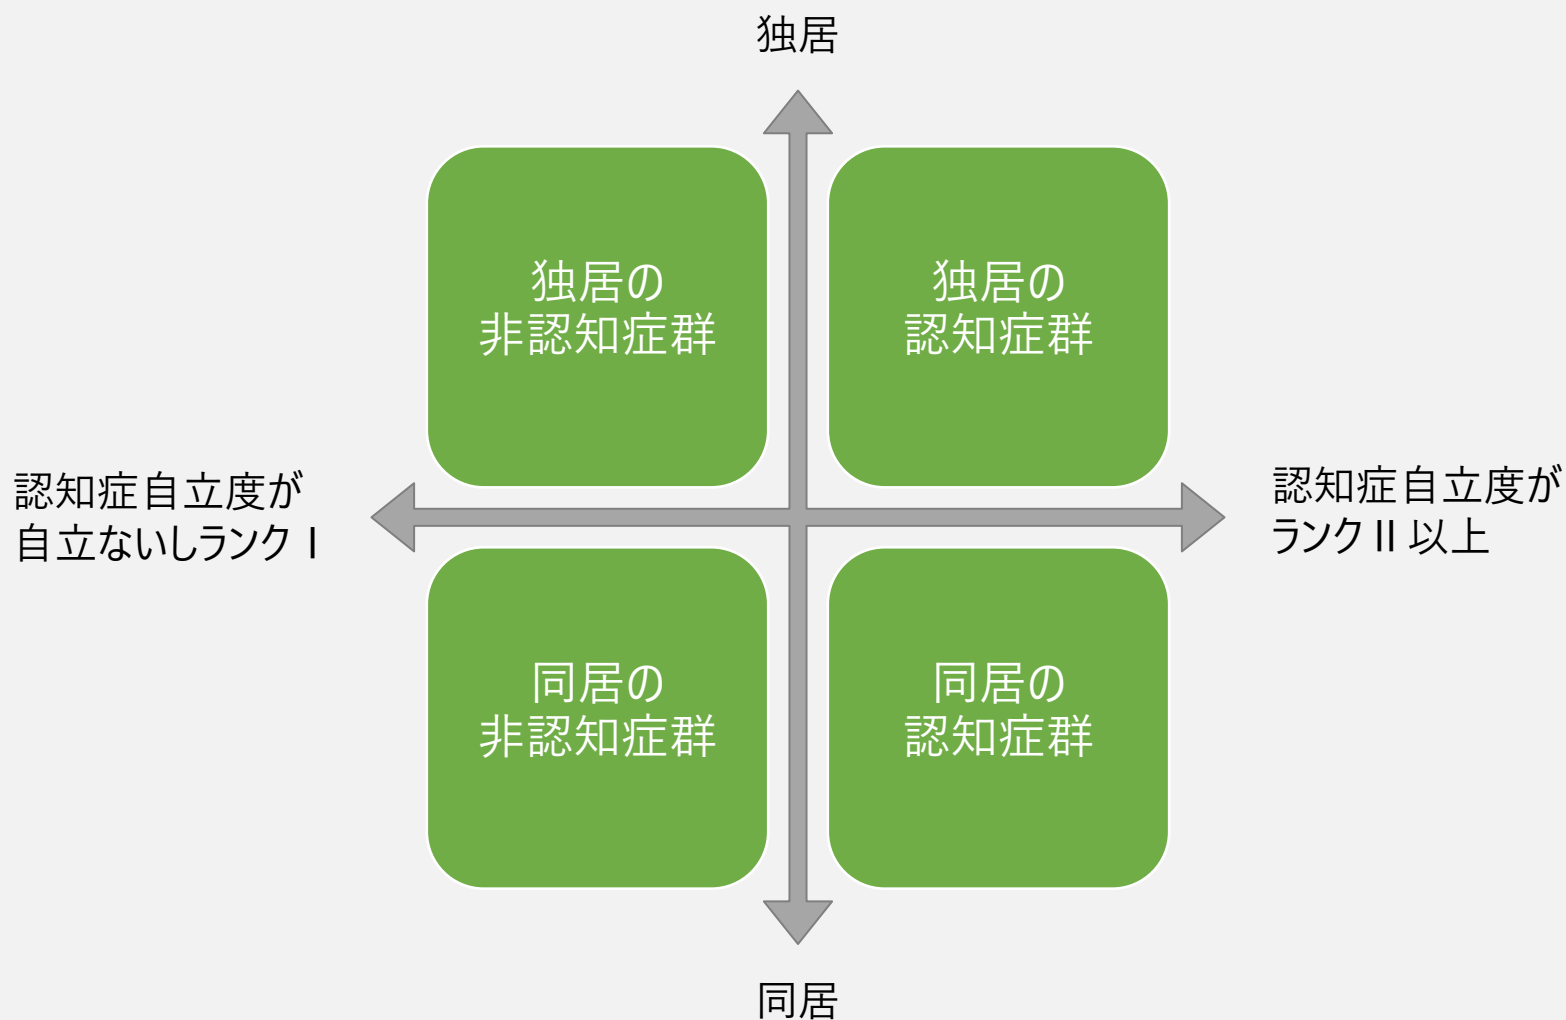 独居
独居の
非認知症群
独居の
認知症群
認知症自立度が
自立ないしランクⅠ
認知症自立度が
ランクⅡ以上
同居の
非認知症群
同居の
認知症群
同居